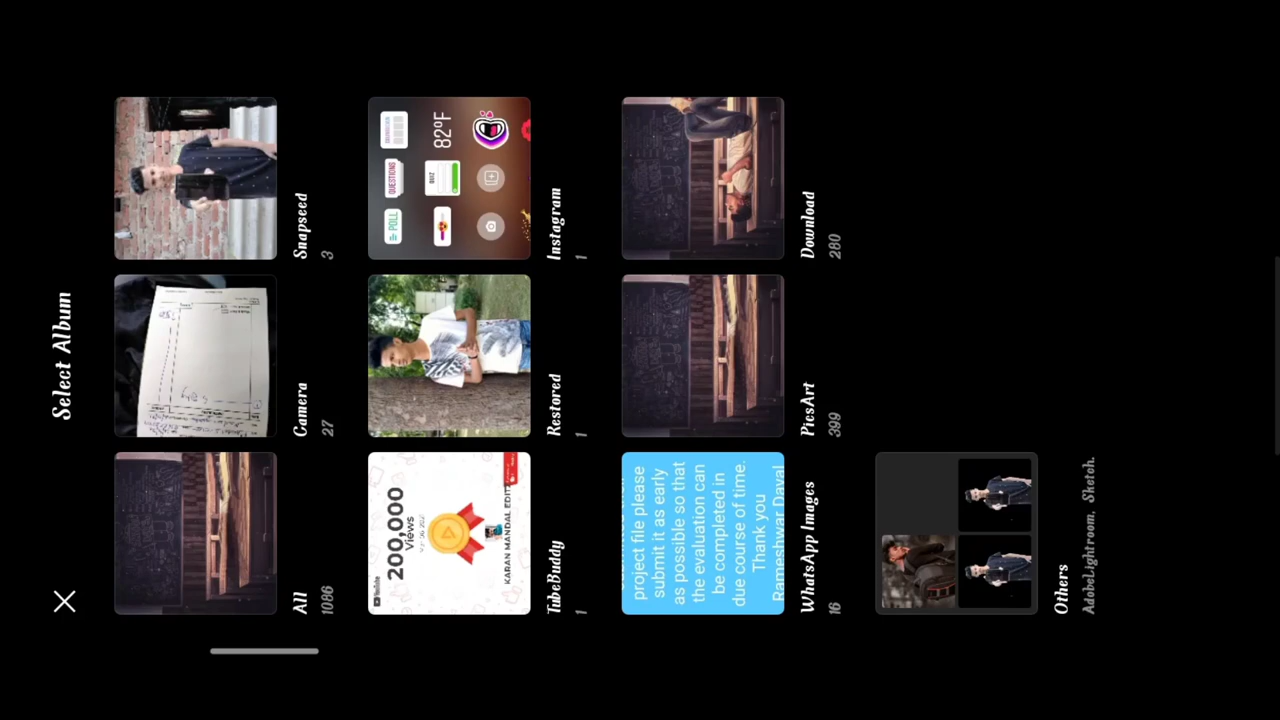 Select Album
All
1086
Camera
27
Snapseed
3
YouTube
200,000
Views
KARAN MANDAL EDITZ
TubeBuddy
1
Restored
1
POLL
QUESTIONS
QUIZ
82°F
Instagram
1
project file please
submit it as early
as possible so that
the evaluation can
be completed in
due course of time.
Thank you
Rameshwar Dayal
WhatsApp Images
16
PicsArt
399
Download
280
Others
AdobeLightroom, Sketch,